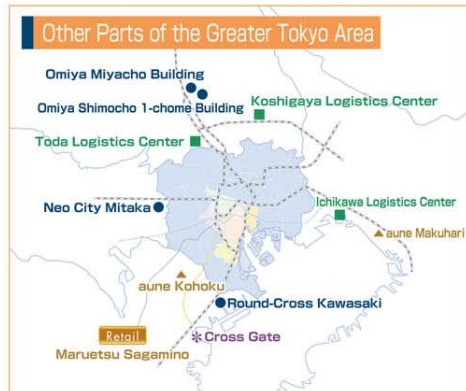 Other Parts of the Greater Tokyo Area
Omiya Miyacho Building
Omiya Shimocho 1-chome Building
Koshigaya Logistics Center
Toda Logistics Center
Neo City Mitaka
Ichikawa Logistics Center
aune Makuhari
aune Kohoku
Round-Cross Kawasaki
Retail
Cross Gate
Maruetsu Sagamino